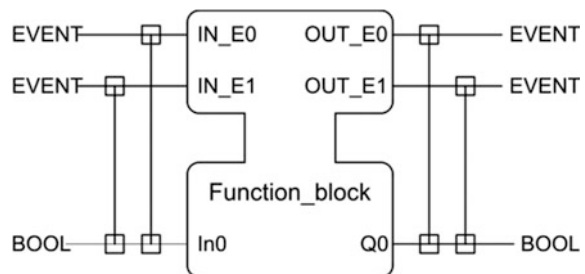 EVENT IN_E0 OUT_E0 EVENT
EVENT IN_E1 OUT_E1 EVENT
Function_block
BOOL In0 Q0 BOOL